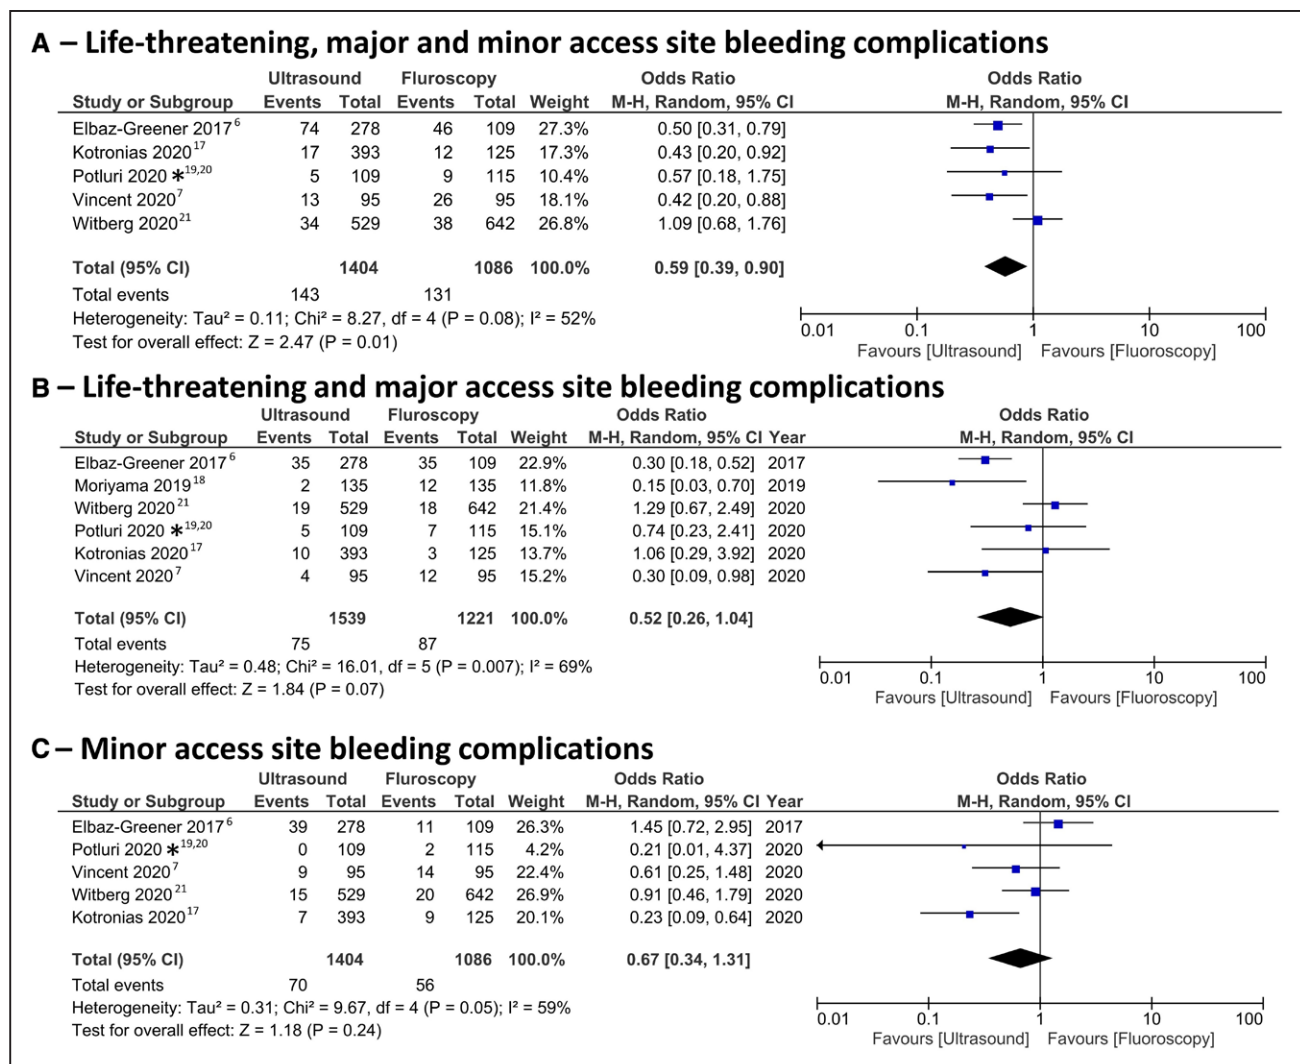 A – Life-threatening, major and minor access site bleeding complications
Ultrasound Fluroscopy Odds Ratio Odds Ratio
Study or Subgroup Events Total Events Total Weight M-H, Random, 95% CI M-H, Random, 95% CI
Elbaz-Greener 2017⁶ 74 278 46 109 27.3% 0.50 [0.31, 0.79]
Kotronias 2020¹⁷ 17 393 12 125 17.3% 0.43 [0.20, 0.92]
Potluri 2020 *¹⁹,²⁰ 5 109 9 115 10.4% 0.57 [0.18, 1.75]
Vincent 2020⁷ 13 95 26 95 18.1% 0.42 [0.20, 0.88]
Witberg 2020²¹ 34 529 38 642 26.8% 1.09 [0.68, 1.76]
Total (95% CI) 1404 1086 100.0% 0.59 [0.39, 0.90]
Total events 143 131
Heterogeneity: Tau² = 0.11; Chi² = 8.27, df = 4 (P = 0.08); I² = 52%
Test for overall effect: Z = 2.47 (P = 0.01)
0.01 0.1 1 10 100
Favours [Ultrasound] Favours [Fluoroscopy]
B – Life-threatening and major access site bleeding complications
Ultrasound Fluroscopy Odds Ratio Odds Ratio
Study or Subgroup Events Total Events Total Weight M-H, Random, 95% CI Year M-H, Random, 95% CI
Elbaz-Greener 2017⁶ 35 278 35 109 22.9% 0.30 [0.18, 0.52] 2017
Moriyama 2019¹⁸ 2 135 12 135 11.8% 0.15 [0.03, 0.70] 2019
Witberg 2020²¹ 19 529 18 642 21.4% 1.29 [0.67, 2.49] 2020
Potluri 2020 *¹⁹,²⁰ 5 109 7 115 15.1% 0.74 [0.23, 2.41] 2020
Kotronias 2020¹⁷ 10 393 3 125 13.7% 1.06 [0.29, 3.92] 2020
Vincent 2020⁷ 4 95 12 95 15.2% 0.30 [0.09, 0.98] 2020
Total (95% CI) 1539 1221 100.0% 0.52 [0.26, 1.04]
Total events 75 87
Heterogeneity: Tau² = 0.48; Chi² = 16.01, df = 5 (P = 0.007); I² = 69%
Test for overall effect: Z = 1.84 (P = 0.07)
0.01 0.1 1 10 100
Favours [Ultrasound] Favours [Fluoroscopy]
C – Minor access site bleeding complications
Ultrasound Fluroscopy Odds Ratio Odds Ratio
Study or Subgroup Events Total Events Total Weight M-H, Random, 95% CI Year M-H, Random, 95% CI
Elbaz-Greener 2017⁶ 39 278 11 109 26.3% 1.45 [0.72, 2.95] 2017
Potluri 2020 *¹⁹,²⁰ 0 109 2 115 4.2% 0.21 [0.01, 4.37] 2020
Vincent 2020⁷ 9 95 14 95 22.4% 0.61 [0.25, 1.48] 2020
Witberg 2020²¹ 15 529 20 642 26.9% 0.91 [0.46, 1.79] 2020
Kotronias 2020¹⁷ 7 393 9 125 20.1% 0.23 [0.09, 0.64] 2020
Total (95% CI) 1404 1086 100.0% 0.67 [0.34, 1.31]
Total events 70 56
Heterogeneity: Tau² = 0.31; Chi² = 9.67, df = 4 (P = 0.05); I² = 59%
Test for overall effect: Z = 1.18 (P = 0.24)
0.01 0.1 1 10 100
Favours [Ultrasound] Favours [Fluoroscopy]